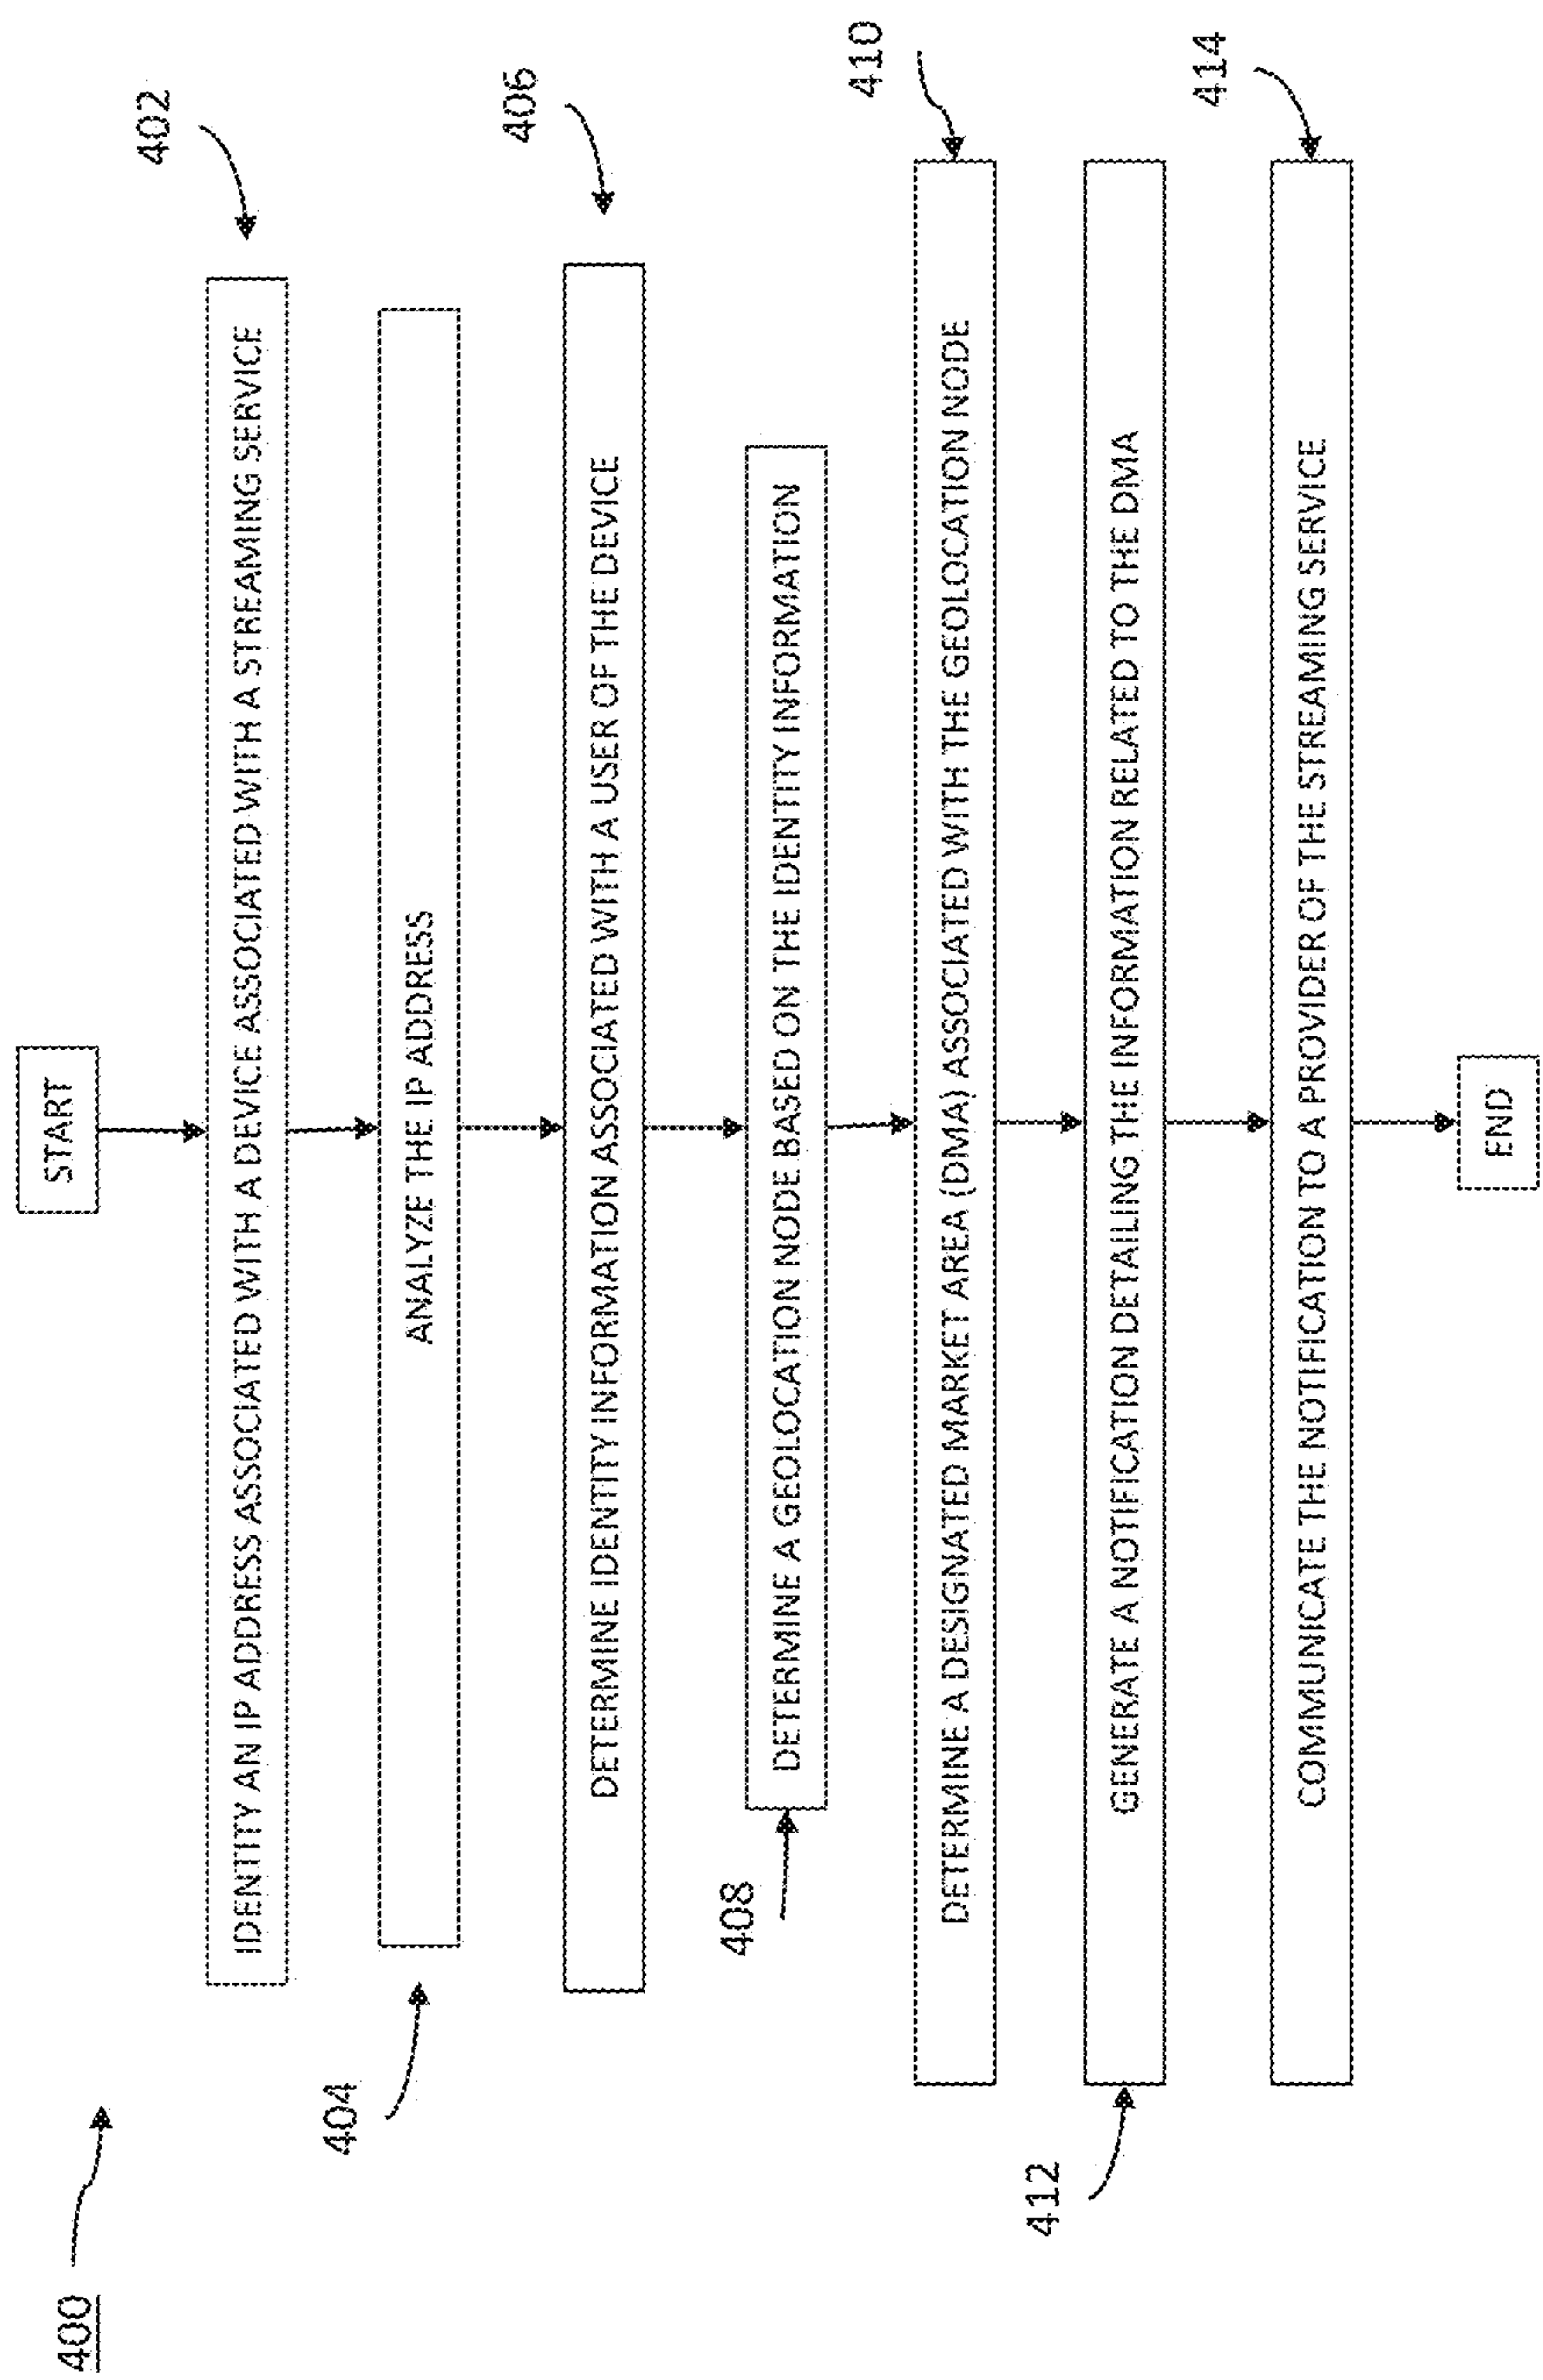 400
START
402
IDENTITY AN IP ADDRESS ASSOCIATED WITH A DEVICE ASSOCIATED WITH A STREAMING SERVICE
404
ANALYZE THE IP ADDRESS
406
DETERMINE IDENTITY INFORMATION ASSOCIATED WITH A USER OF THE DEVICE
408
DETERMINE A GEOLOCATION NODE BASED ON THE IDENTITY INFORMATION
410
DETERMINE A DESIGNATED MARKET AREA (DMA) ASSOCIATED WITH THE GEOLOCATION NODE
412
GENERATE A NOTIFICATION DETAILING THE INFORMATION RELATED TO THE DMA
414
COMMUNICATE THE NOTIFICATION TO A PROVIDER OF THE STREAMING SERVICE
END